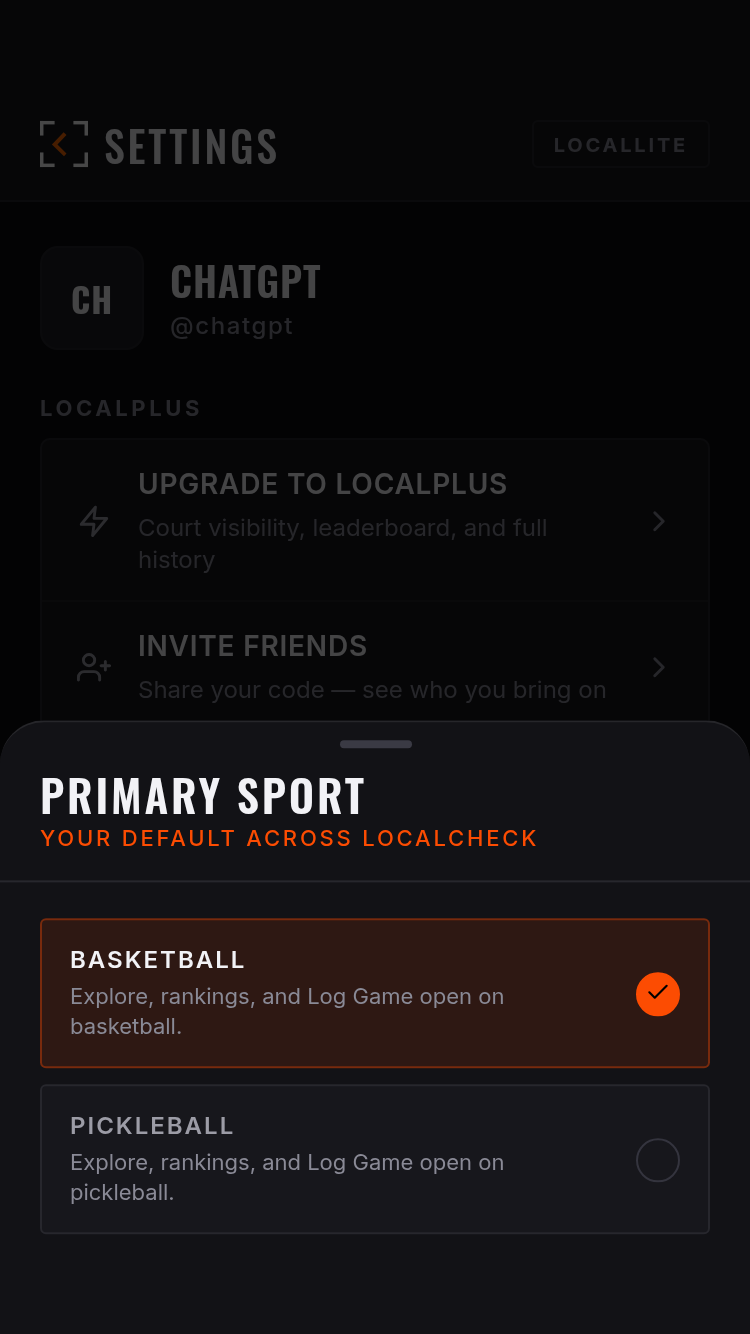 SETTINGS
LOCALLITE
CH
CHATGPT
@chatgpt
LOCALPLUS
UPGRADE TO LOCALPLUS
Court visibility, leaderboard, and full
history
INVITE FRIENDS
Share your code — see who you bring on
PRIMARY SPORT
YOUR DEFAULT ACROSS LOCALCHECK
BASKETBALL
Explore, rankings, and Log Game open on
basketball.
PICKLEBALL
Explore, rankings, and Log Game open on
pickleball.